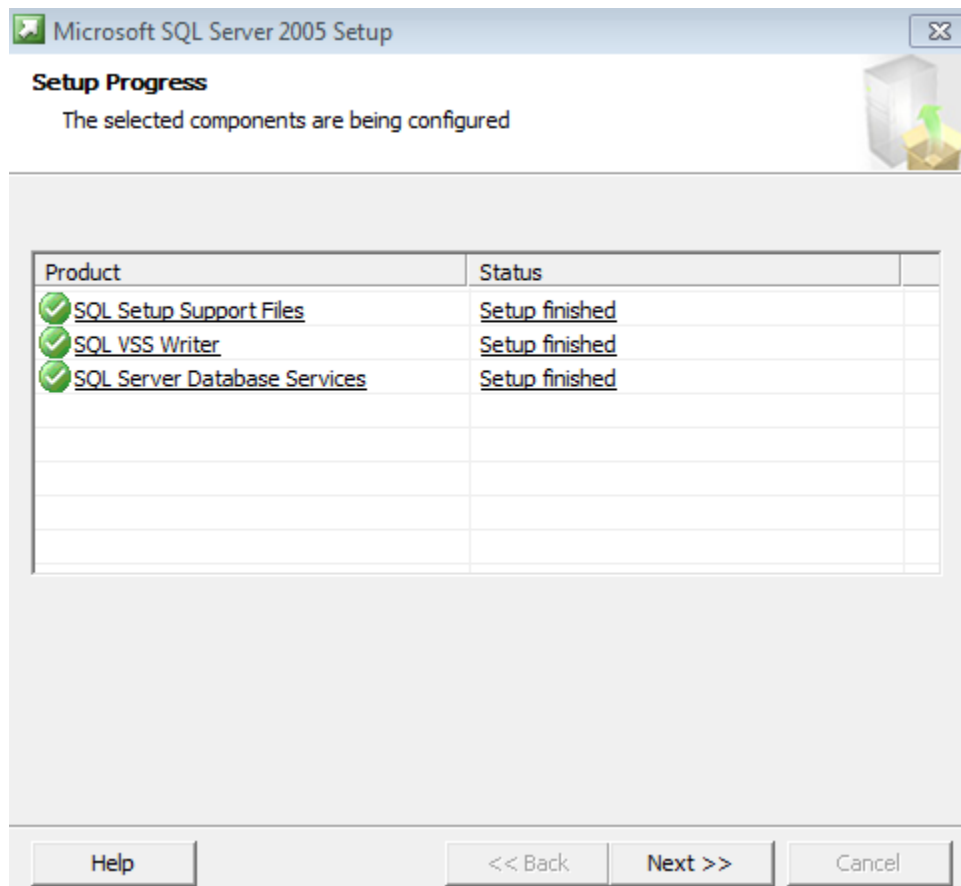 Microsoft SQL Server 2005 Setup
Setup Progress
The selected components are being configured
Product Status
SQL Setup Support Files Setup finished
SQL VSS Writer Setup finished
SQL Server Database Services Setup finished
Help << Back Next >> Cancel